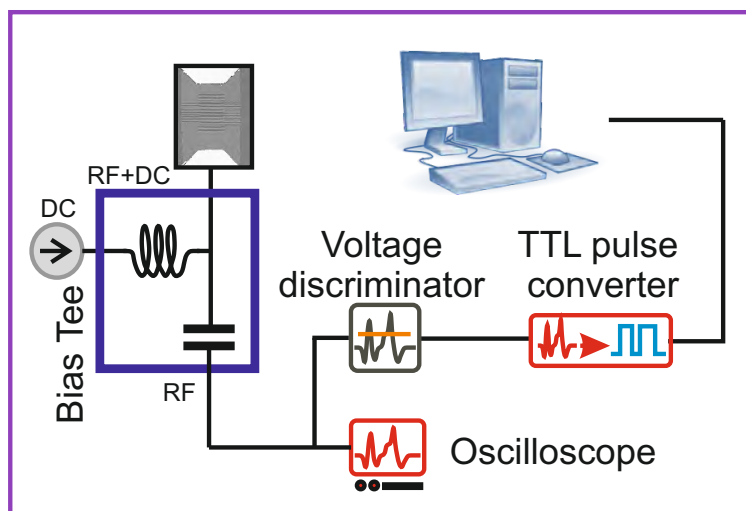 RF+DC
DC
Bias Tee
RF
Voltage
discriminator
TTL pulse
converter
Oscilloscope